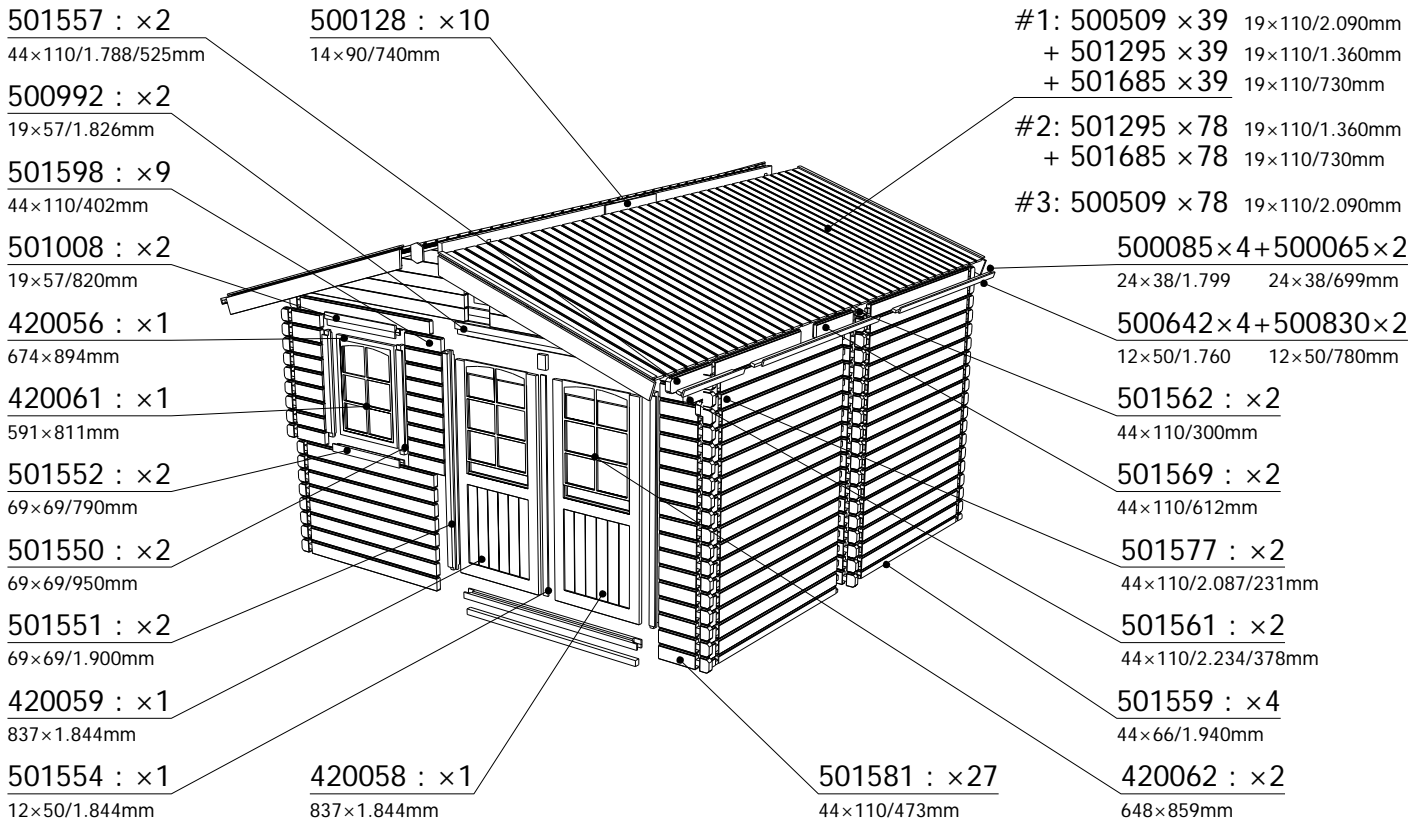 501557 : ×2
44×110/1.788/525mm
500992 : ×2
19×57/1.826mm
501598 : ×9
44×110/402mm
501008 : ×2
19×57/820mm
420056 : ×1
674×894mm
420061 : ×1
591×811mm
501552 : ×2
69×69/790mm
501550 : ×2
69×69/950mm
501551 : ×2
69×69/1.900mm
420059 : ×1
837×1.844mm
501554 : ×1
12×50/1.844mm
500128 : ×10
14×90/740mm
420058 : ×1
837×1.844mm
#1: 500509 ×39 19×110/2.090mm
+ 501295 ×39 19×110/1.360mm
+ 501685 ×39 19×110/730mm
#2: 501295 ×78 19×110/1.360mm
+ 501685 ×78 19×110/730mm
#3: 500509 ×78 19×110/2.090mm
500085×4+500065×2
24×38/1.799 24×38/699mm
500642×4+500830×2
12×50/1.760 12×50/780mm
501562 : ×2
44×110/300mm
501569 : ×2
44×110/612mm
501577 : ×2
44×110/2.087/231mm
501561 : ×2
44×110/2.234/378mm
501559 : ×4
44×66/1.940mm
501581 : ×27
44×110/473mm
420062 : ×2
648×859mm